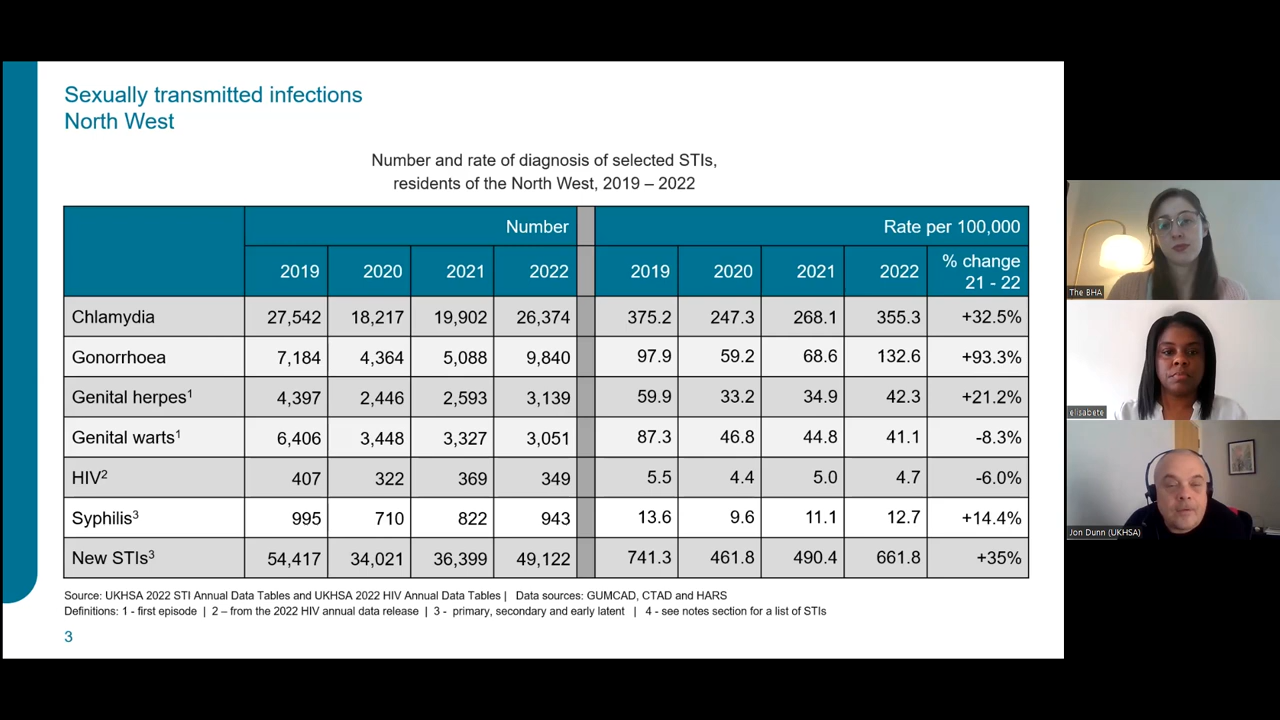 Sexually transmitted infections
North West
Number and rate of diagnosis of selected STIs,
residents of the North West, 2019 – 2022
Number Rate per 100,000
2019 2020 2021 2022 2019 2020 2021 2022 % change 21 - 22
Chlamydia 27,542 18,217 19,902 26,374 375.2 247.3 268.1 355.3 +32.5%
Gonorrhoea 7,184 4,364 5,088 9,840 97.9 59.2 68.6 132.6 +93.3%
Genital herpes¹ 4,397 2,446 2,593 3,139 59.9 33.2 34.9 42.3 +21.2%
Genital warts¹ 6,406 3,448 3,327 3,051 87.3 46.8 44.8 41.1 -8.3%
HIV² 407 322 369 349 5.5 4.4 5.0 4.7 -6.0%
Syphilis³ 995 710 822 943 13.6 9.6 11.1 12.7 +14.4%
New STIs³ 54,417 34,021 36,399 49,122 741.3 461.8 490.4 661.8 +35%
Source: UKHSA 2022 STI Annual Data Tables and UKHSA 2022 HIV Annual Data Tables | Data sources: GUMCAD, CTAD and HARS
Definitions: 1 - first episode | 2 – from the 2022 HIV annual data release | 3 - primary, secondary and early latent | 4 - see notes section for a list of STIs
3
The BHA
elisabete
Jon Dunn (UKHSA)